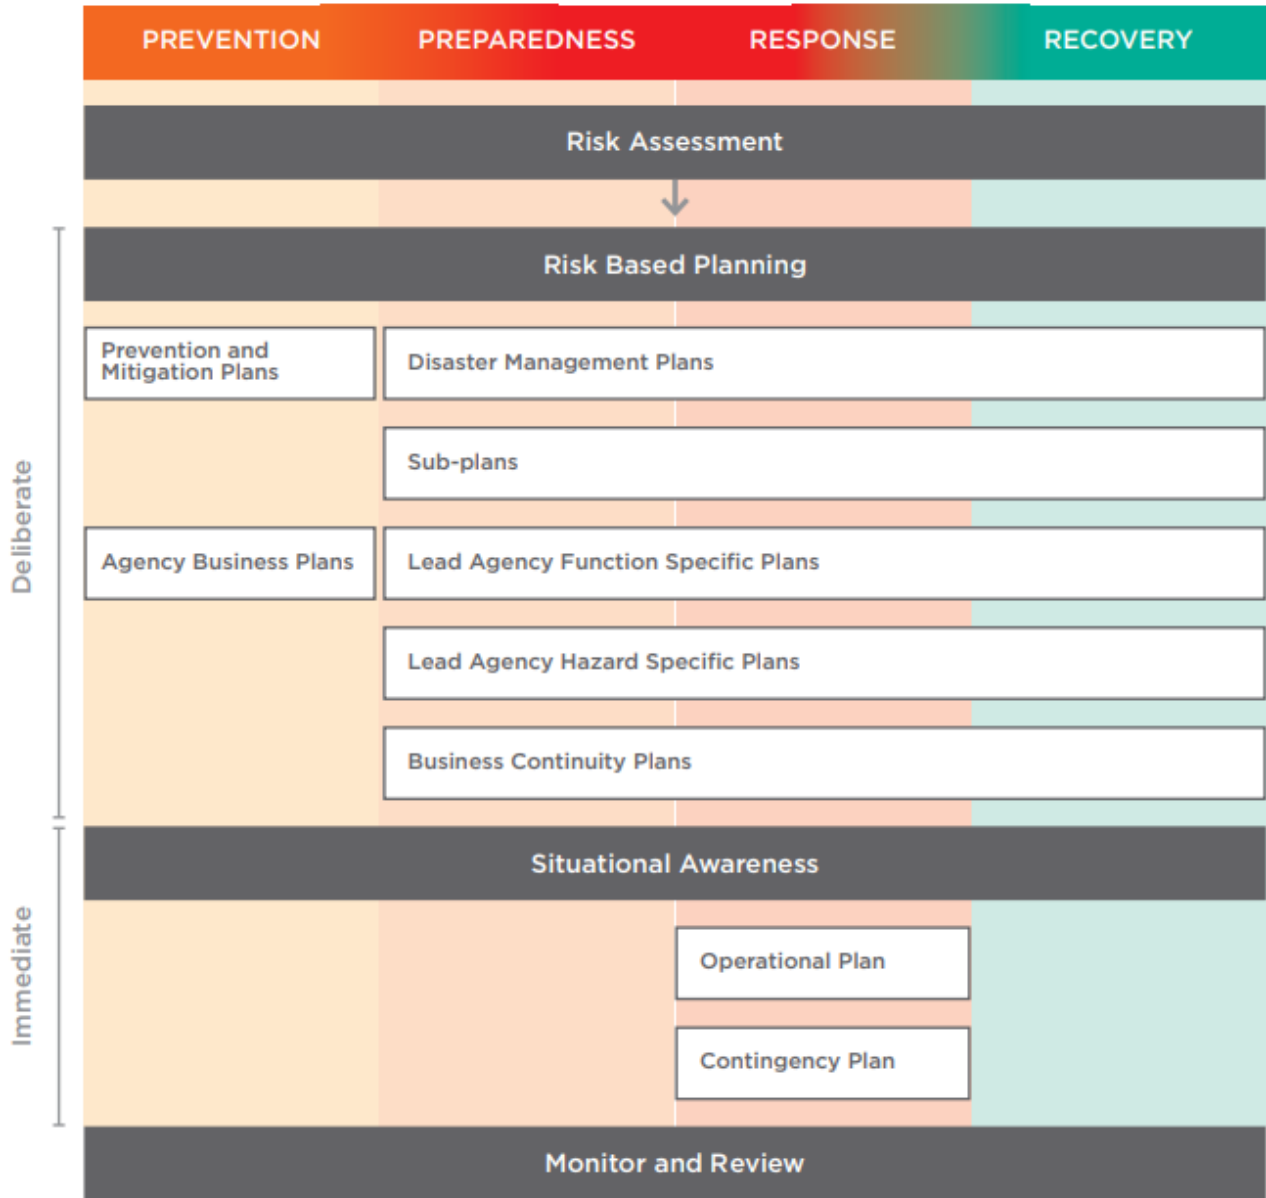 PREVENTION PREPAREDNESS RESPONSE RECOVERY
Risk Assessment
Risk Based Planning
Deliberate
Prevention and
Mitigation Plans
Disaster Management Plans
Sub-plans
Agency Business Plans
Lead Agency Function Specific Plans
Lead Agency Hazard Specific Plans
Business Continuity Plans
Immediate
Situational Awareness
Operational Plan
Contingency Plan
Monitor and Review